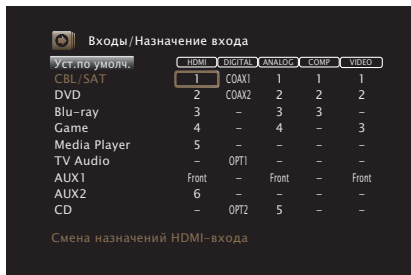 Входы/Назначение входа
Уст.по умолч. HDMI DIGITAL ANALOG COMP VIDEO
CBL/SAT 1 COAX1 1 1 1
DVD 2 COAX2 2 2 2
Blu-ray 3 – 3 3 –
Game 4 – 4 – 3
Media Player 5 – – – –
TV Audio – OPT1 – – –
AUX1 Front – Front – Front
AUX2 6 – – – –
CD – OPT2 5 – –
Смена назначений HDMI-входа